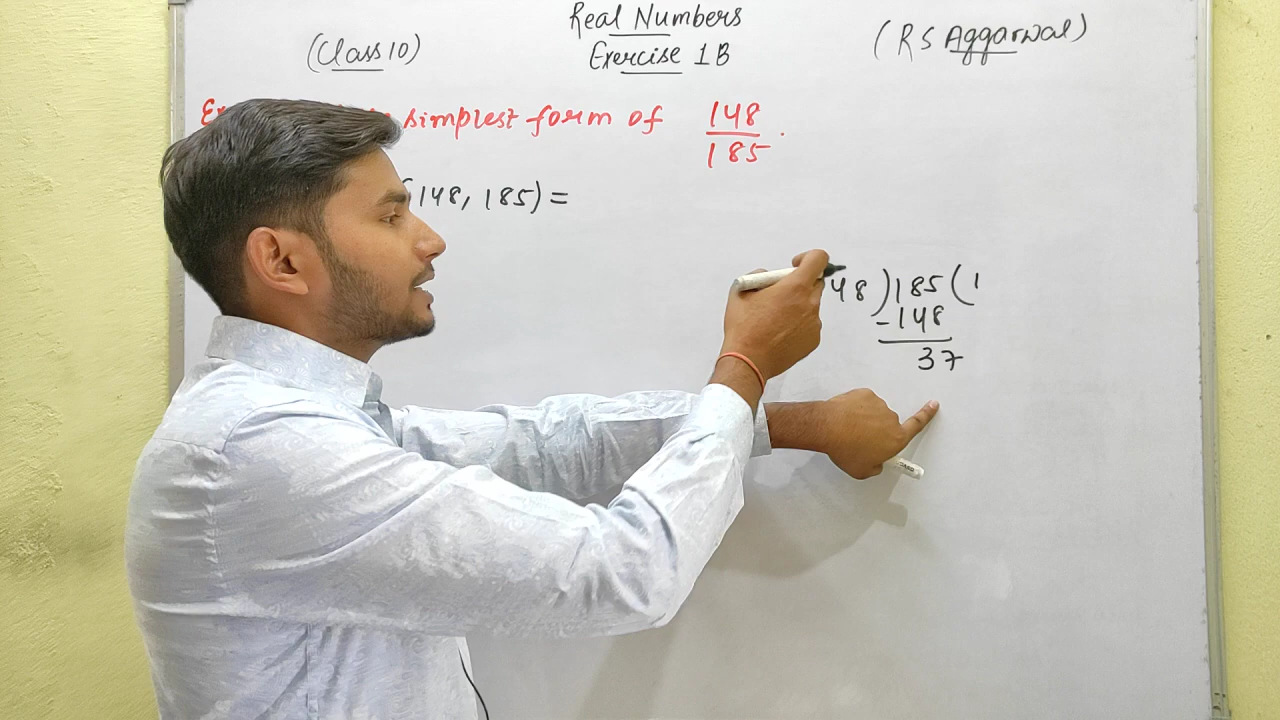 Real Numbers
(Class 10)
Exercise 1B
(RS Aggarwal)
simplest form of 148/185.
148, 185) =
48 ) 185 ( 1
-148
37